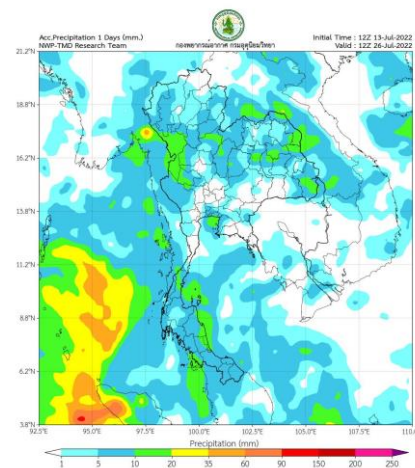 Acc.Precipitation 1 Days (mm.)
NWP-TMD Research Team
กองพยากรณ์อากาศ กรมอุตุนิยมวิทยา
Initial Time : 12Z 13-Jul-2022
Valid : 12Z 26-Jul-2022
21.2°N
18.8°N
16.2°N
13.8°N
11.2°N
8.8°N
6.2°N
3.8°N
92.5°E 95.0°E 97.5°E 100.0°E 102.5°E 105.0°E 107.5°E 110.0
Precipitation (mm)
1 5 10 20 35 60 90 150 200 250